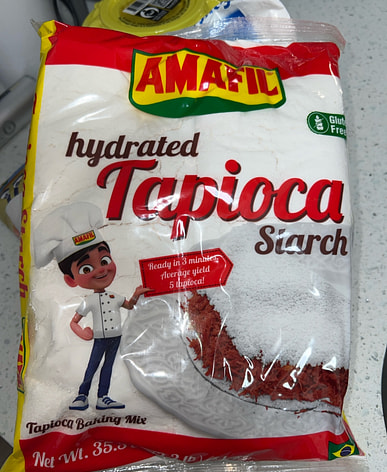 AMAFIL
Gluten
Free
hydrated
Tapioca
Starch
AMAFIL
Ready in 3 minutes
Average yield
5 tapioca!
Tapioca Baking Mix
Net Wt. 35.